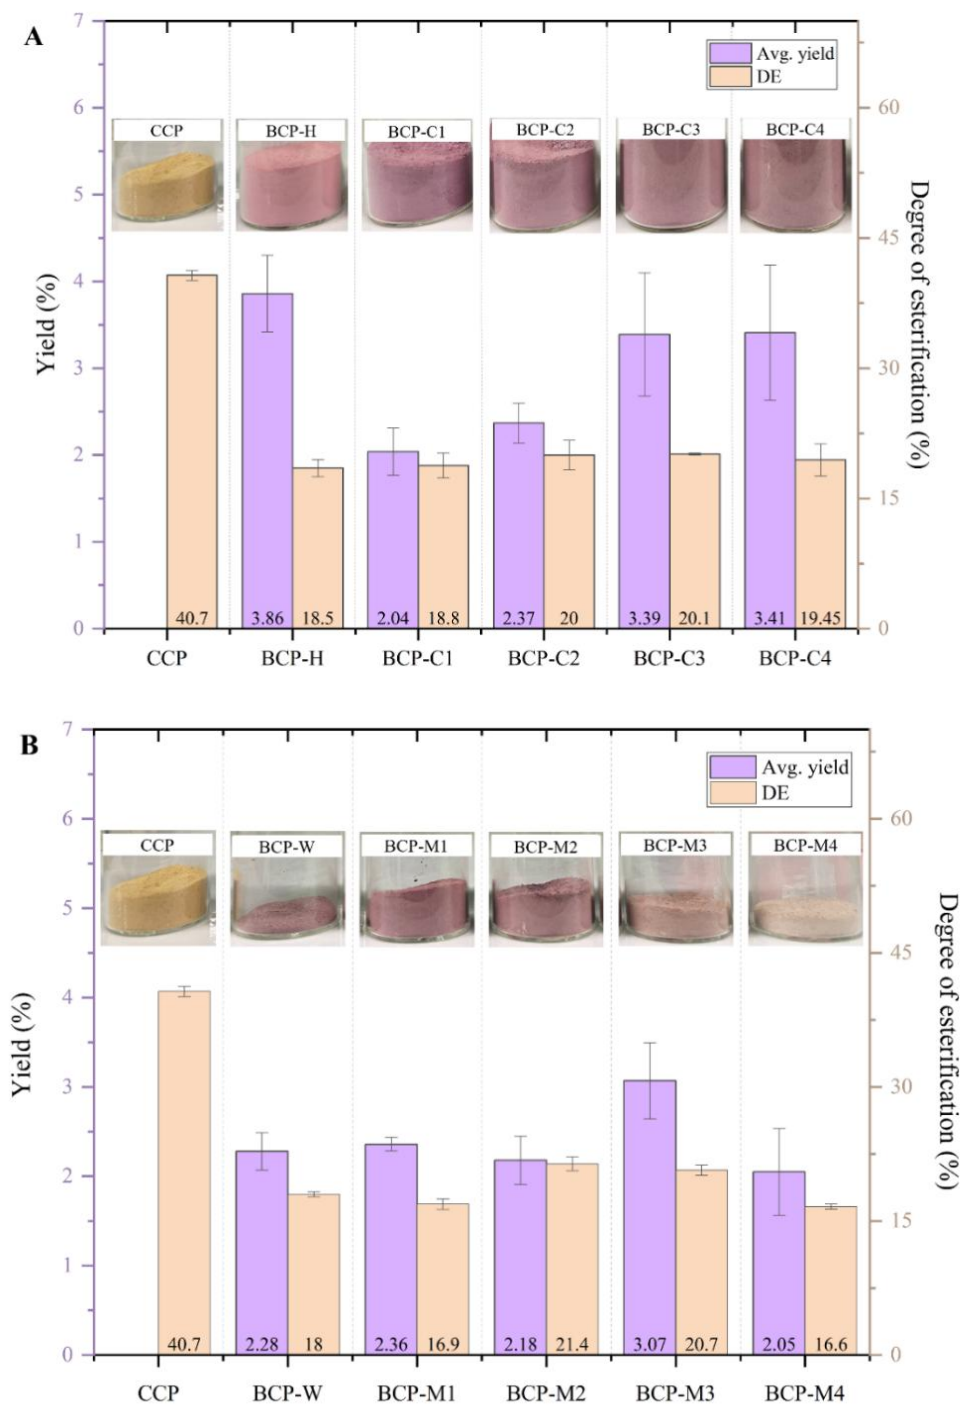 A
7
6
5
4
3
2
1
0
Yield (%)
Avg. yield
DE
CCP BCP-H BCP-C1 BCP-C2 BCP-C3 BCP-C4
60
45
30
15
0
Degree of esterification (%)
40.7 3.86 18.5 2.04 18.8 2.37 20 3.39 20.1 3.41 19.45
CCP BCP-H BCP-C1 BCP-C2 BCP-C3 BCP-C4
B
7
6
5
4
3
2
1
0
Yield (%)
Avg. yield
DE
CCP BCP-W BCP-M1 BCP-M2 BCP-M3 BCP-M4
60
45
30
15
0
Degree of esterification (%)
40.7 2.28 18 2.36 16.9 2.18 21.4 3.07 20.7 2.05 16.6
CCP BCP-W BCP-M1 BCP-M2 BCP-M3 BCP-M4